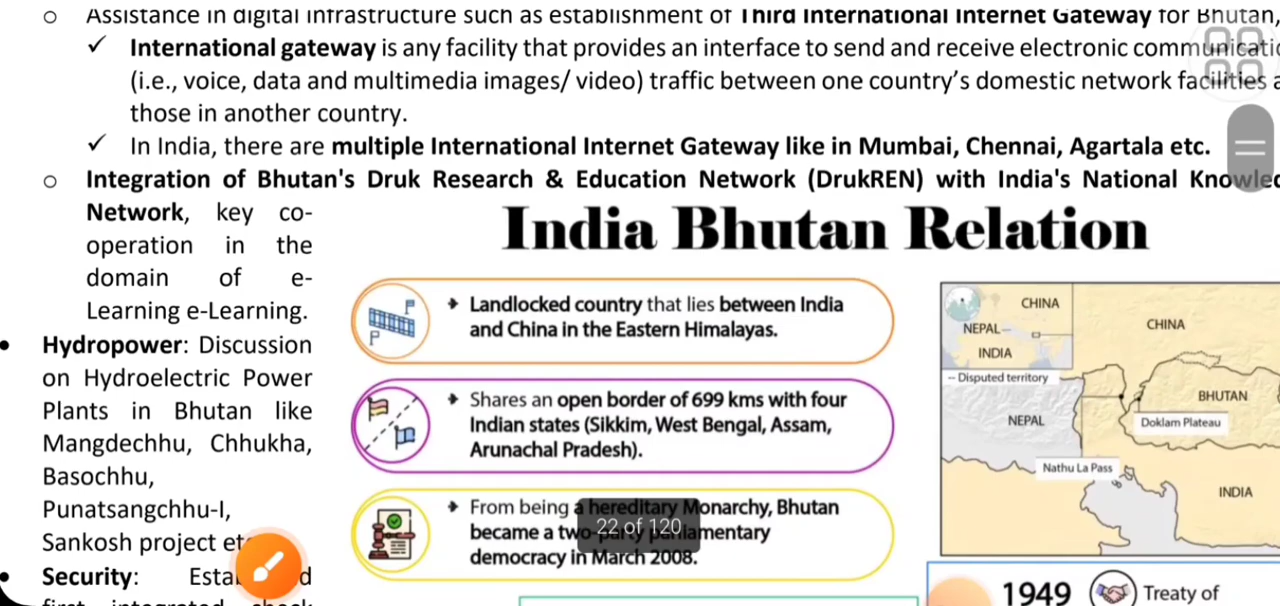 o Assistance in digital infrastructure such as establishment of Third International Internet Gateway for Bhutan,
✓ International gateway is any facility that provides an interface to send and receive electronic
(i.e., voice, data and multimedia images/ video) traffic between one country's domestic network facilities
those in another country.
✓ In India, there are multiple International Internet Gateway like in Mumbai, Chennai, Agartala etc.
o Integration of Bhutan's Druk Research & Education Network (DrukREN) with India's National
Network, key co-
operation in the
domain of e-
Learning e-Learning.
• Hydropower: Discussion
on Hydroelectric Power
Plants in Bhutan like
Mangdechhu, Chhukha,
Basochhu,
Punatsangchhu-I,
Sankosh project
• Security:
first integrated
India Bhutan Relation
P
P
Landlocked country that lies between India
and China in the Eastern Himalayas.
Shares an open border of 699 kms with four
Indian states (Sikkim, West Bengal, Assam,
Arunachal Pradesh).
From being a hereditary Monarchy, Bhutan
became a two-party parliamentary
democracy in March 2008.
22 of 120
CHINA
NEPAL
INDIA
-- Disputed territory
CHINA
BHUTAN
NEPAL
Doklam Plateau
Nathu La Pass
INDIA
1949
Treaty of